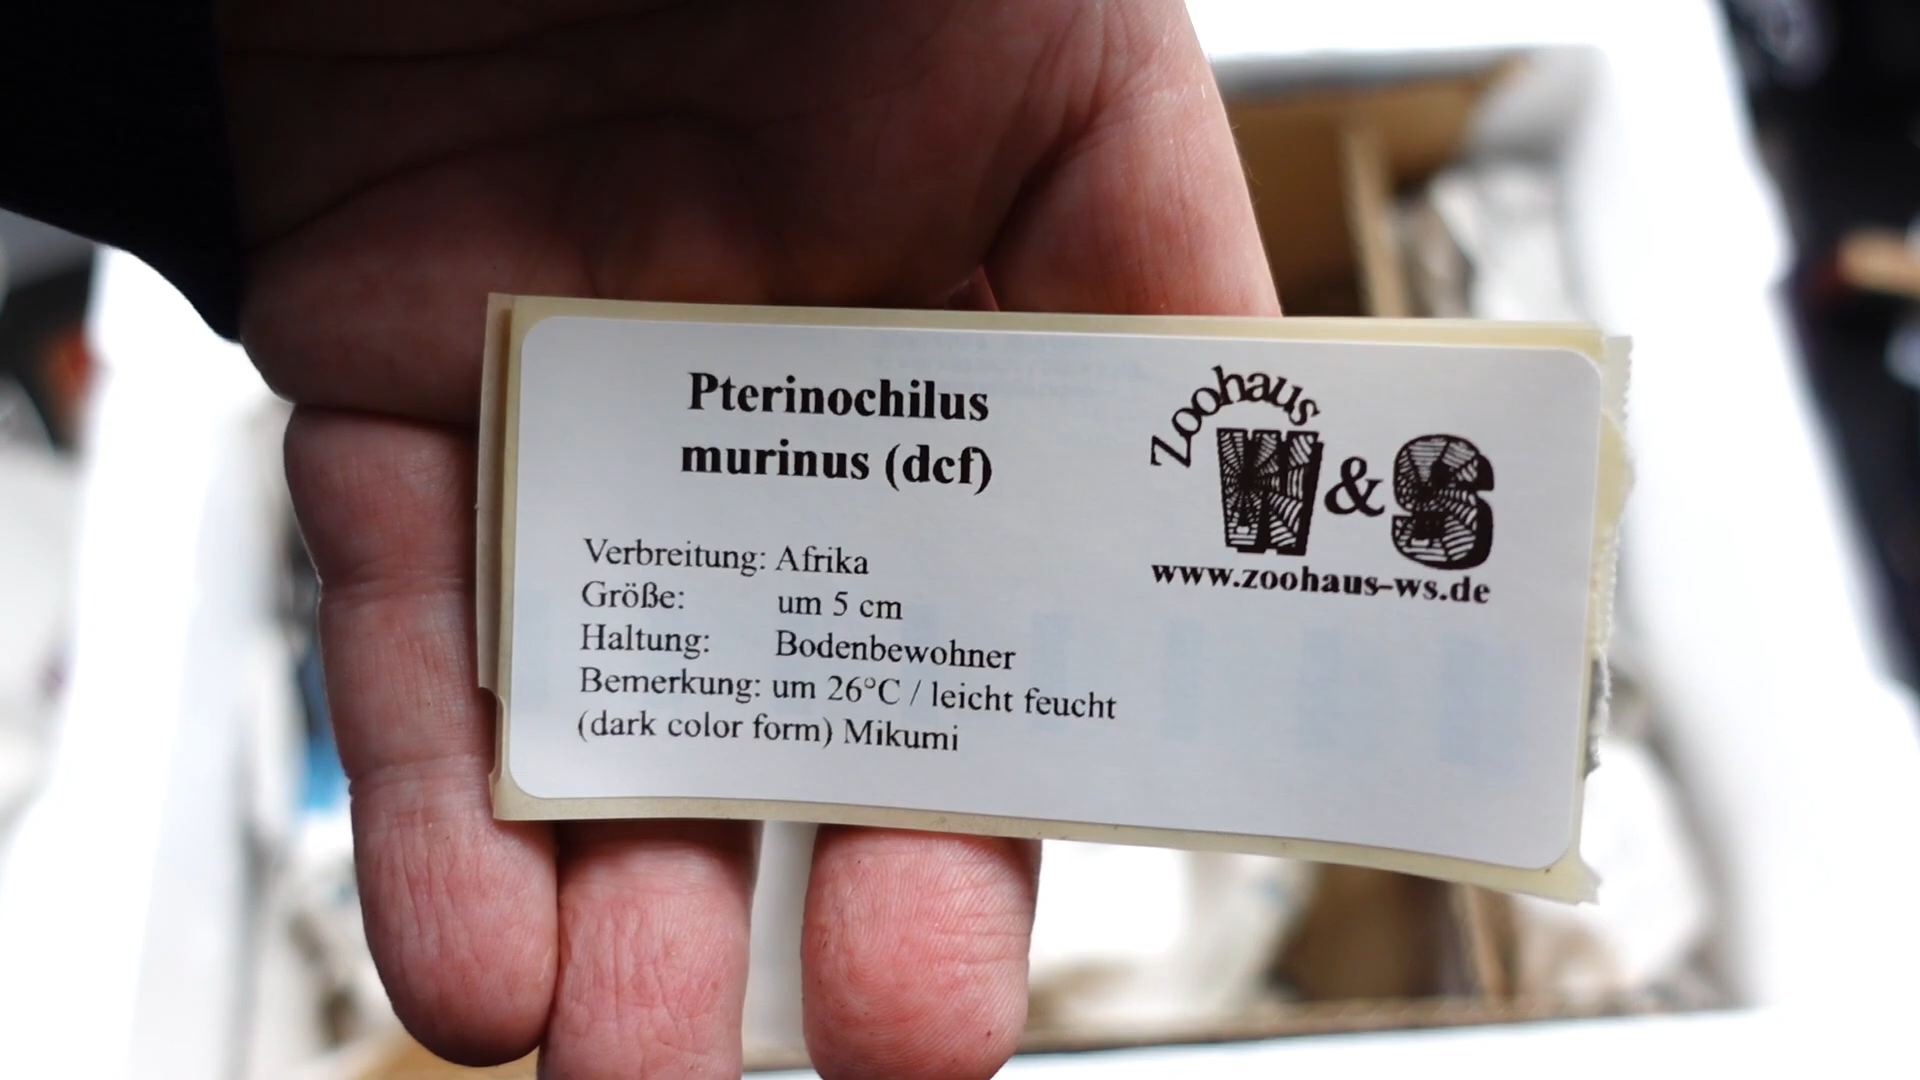 Pterinochilus
murinus (dcf)
Zoohaus
W&S
www.zoohaus-ws.de
Verbreitung: Afrika
Größe: um 5 cm
Haltung: Bodenbewohner
Bemerkung: um 26°C / leicht feucht
(dark color form) Mikumi